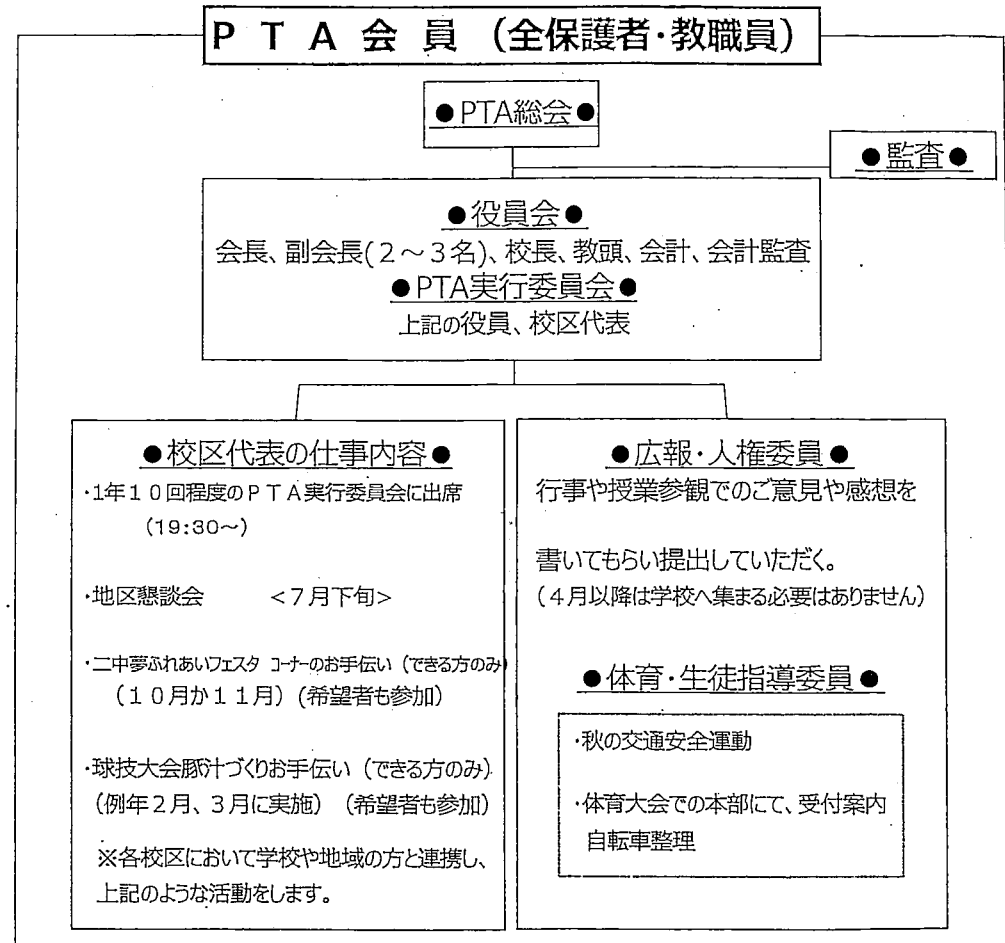 ＰＴＡ会員（全保護者・教職員）
●PTA総会●
●監査●
●役員会●
会長、副会長(２～３名)、校長、教頭、会計、会計監査
●PTA実行委員会●
上記の役員、校区代表
●校区代表の仕事内容●
・1年１０回程度のＰＴＡ実行委員会に出席
（19:30～）
・地区懇談会　　＜７月下旬＞
・二中夢ふれあいフェスタ コーナーのお手伝い（できる方のみ）
（１０月か１１月）（希望者も参加）
・球技大会豚汁づくりお手伝い（できる方のみ）
（例年２月、３月に実施）（希望者も参加）
※各校区において学校や地域の方と連携し、
上記のような活動をします。
●広報・人権委員●
行事や授業参観でのご意見や感想を
書いてもらい提出していただく。
（４月以降は学校へ集まる必要はありません）
●体育・生徒指導委員●
・秋の交通安全運動
・体育大会での本部にて、受付案内
自転車整理